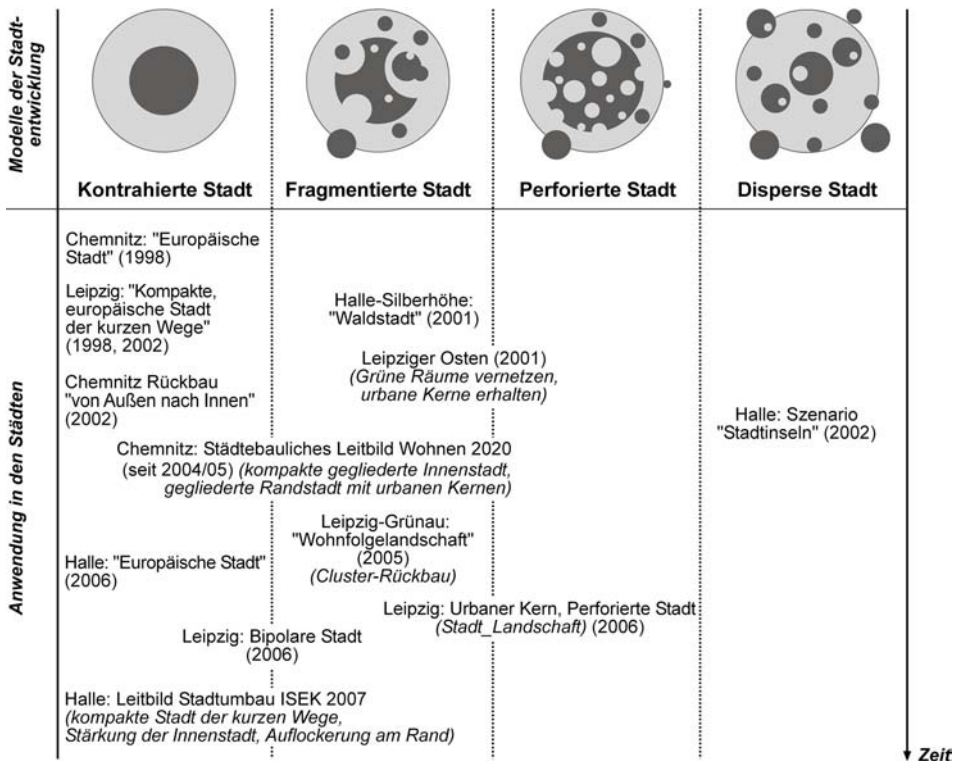 Modelle der Stadt-
entwicklung
Kontrahierte Stadt
Fragmentierte Stadt
Perforierte Stadt
Disperse Stadt
Anwendung in den Städten
Chemnitz: "Europäische
Stadt" (1998)
Leipzig: "Kompakte,
europäische Stadt
der kurzen Wege"
(1998, 2002)
Halle-Silberhöhe:
"Waldstadt" (2001)
Leipziger Osten (2001)
(Grüne Räume vernetzen,
urbane Kerne erhalten)
Chemnitz Rückbau
"von Außen nach Innen"
(2002)
Halle: Szenario
"Stadtinseln" (2002)
Chemnitz: Städtebauliches Leitbild Wohnen 2020
(seit 2004/05) (kompakte gegliederte Innenstadt,
gegliederte Randstadt mit urbanen Kernen)
Leipzig-Grünau:
"Wohnfolgelandschaft"
(2005)
(Cluster-Rückbau)
Halle: "Europäische Stadt"
(2006)
Leipzig: Urbaner Kern, Perforierte Stadt
(Stadt_Landschaft) (2006)
Leipzig: Bipolare Stadt
(2006)
Halle: Leitbild Stadtumbau ISEK 2007
(kompakte Stadt der kurzen Wege,
Stärkung der Innenstadt, Auflockerung am Rand)
Zeit